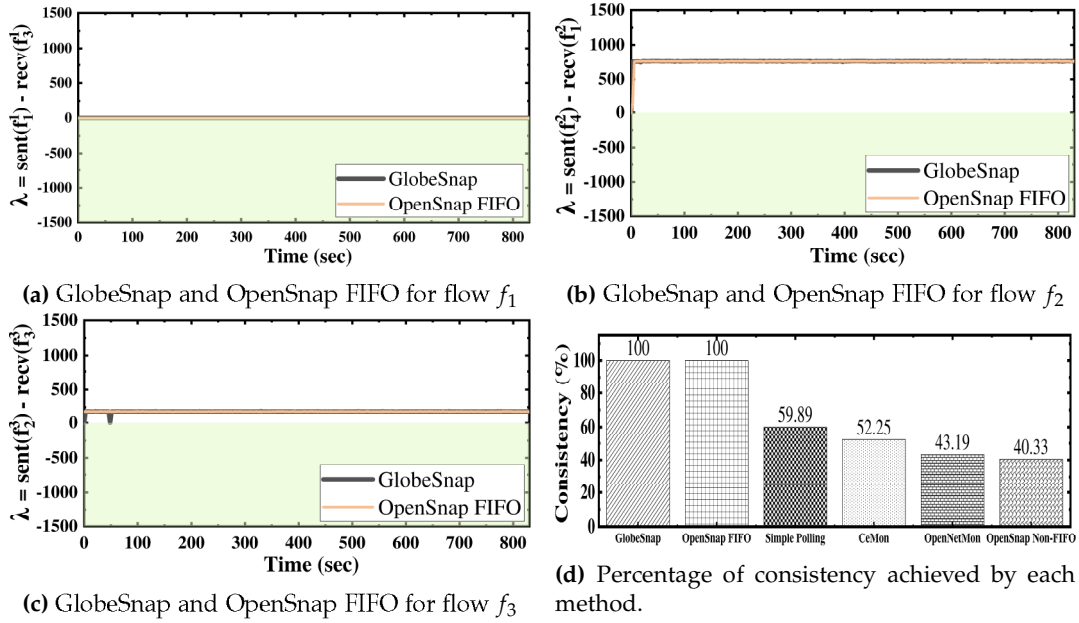 1500
1000
500
0
-500
-1000
-1500
λ = sent(f₁¹) - recv(f₃¹)
GlobeSnap
OpenSnap FIFO
0 100 200 300 400 500 600 700 800
Time (sec)
(a) GlobeSnap and OpenSnap FIFO for flow f₁
1500
1000
500
0
-500
-1000
-1500
λ = sent(f₄²) - recv(f₁²)
GlobeSnap
OpenSnap FIFO
0 100 200 300 400 500 600 700 800
Timc (scc)
(b) GlobeSnap and OpenSnap FIFO for flow f₂
1500
1000
500
0
-500
-1000
-1500
λ = sent(f₂³) - recv(f₃³)
GlobeSnap
OpenSnap FIFO
0 100 200 300 400 500 600 700 800
Time (sec)
(c) GlobeSnap and OpenSnap FIFO for flow f₃
Consistency (%)
100
80
60
40
20
0
100 100 59.89 52.25 43.19 40.33
GlobeSnap OpenSnap FIFO Simple Polling CeMon OpenNetMon OpenSnap Non-FIFO
(d) Percentage of consistency achieved by each
method.